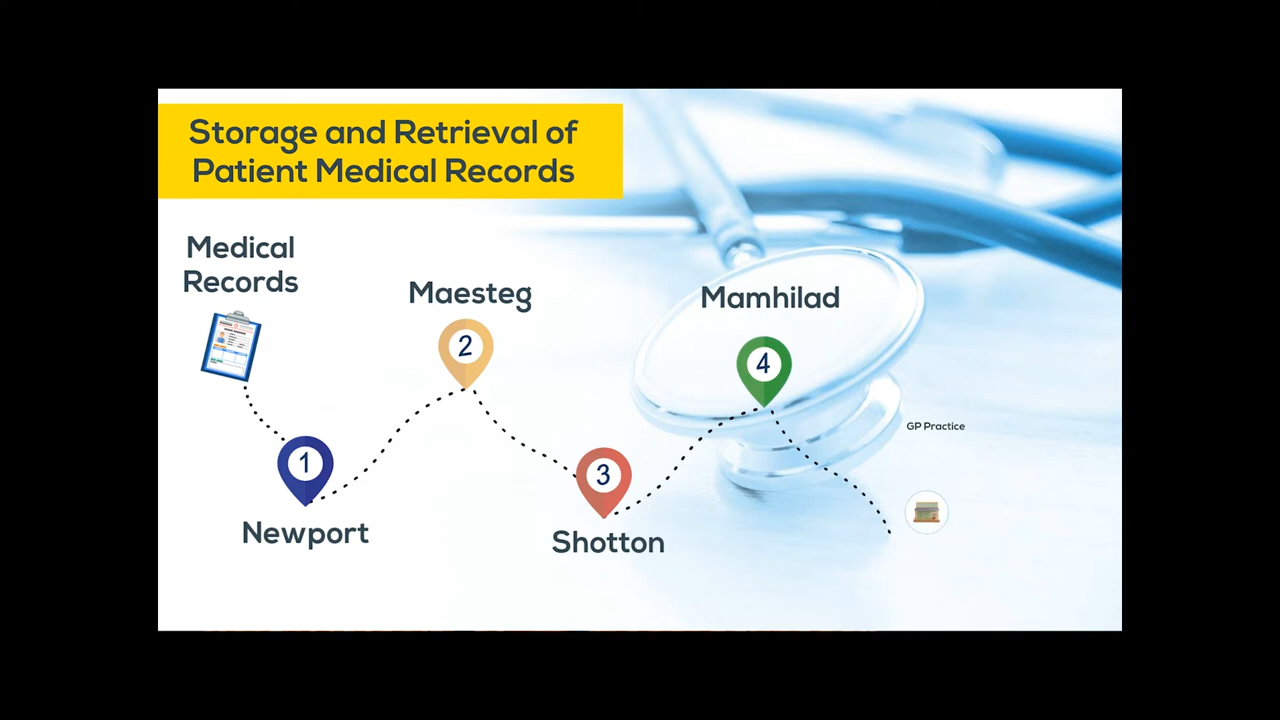 Storage and Retrieval of
Patient Medical Records
Medical
Records
Maesteg
Mamhilad
2
4
GP Practice
1
3
Newport
Shotton